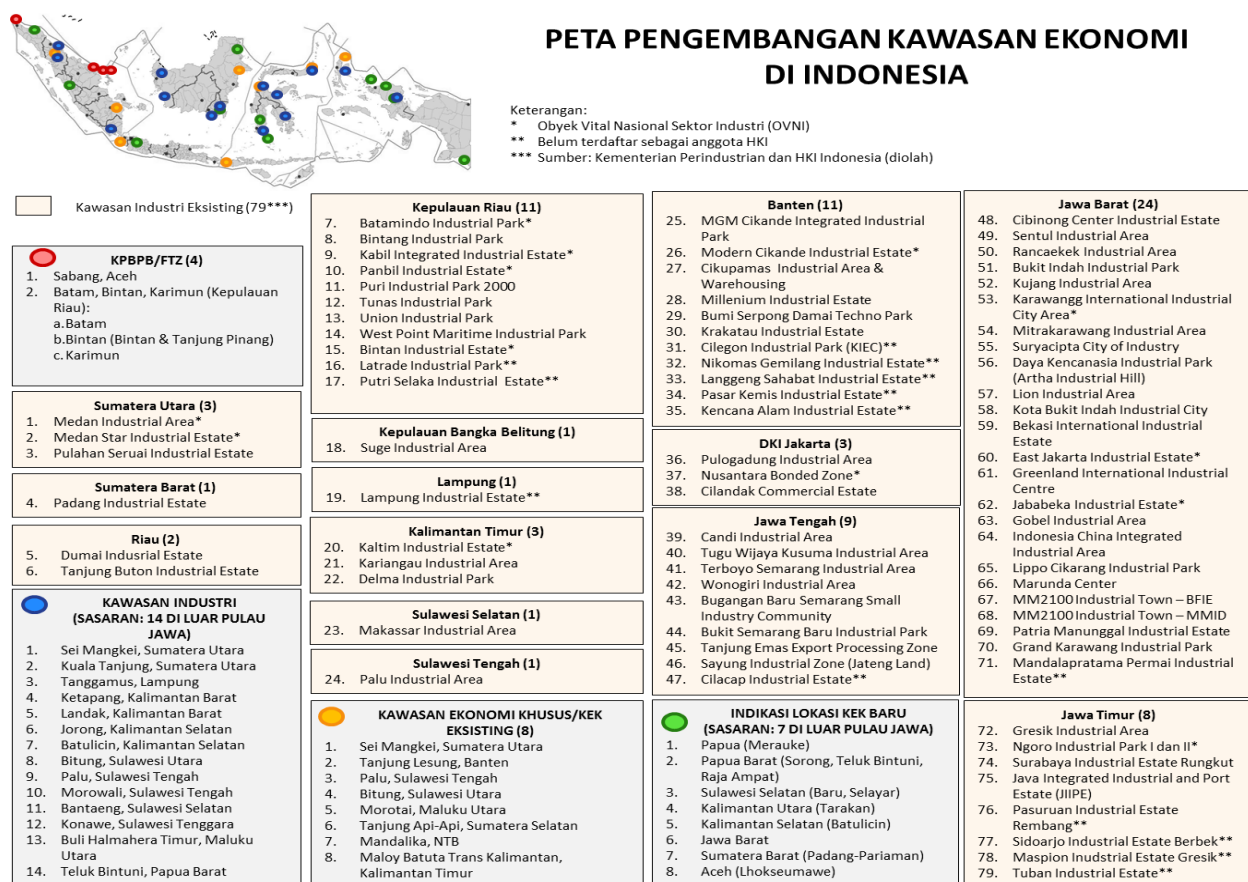 PETA PENGEMBANGAN KAWASAN EKONOMI
DI INDONESIA
Keterangan:
* Obyek Vital Nasional Sektor Industri (OVNI)
** Belum terdaftar sebagai anggota HKI
*** Sumber: Kementerian Perindustrian dan HKI Indonesia (diolah)
Kawasan Industri Eksisting (79***)
KPBPB/FTZ (4)
1. Sabang, Aceh
2. Batam, Bintan, Karimun (Kepulauan
Riau):
a.Batam
b.Bintan (Bintan & Tanjung Pinang)
c.Karimun
Sumatera Utara (3)
1. Medan Industrial Area*
2. Medan Star Industrial Estate*
3. Pulahan Seruai Industrial Estate
Sumatera Barat (1)
4. Padang Industrial Estate
Riau (2)
5. Dumai Indusrial Estate
6. Tanjung Buton Industrial Estate
KAWASAN INDUSTRI
(SASARAN: 14 DI LUAR PULAU
JAWA)
1. Sei Mangkei, Sumatera Utara
2. Kuala Tanjung, Sumatera Utara
3. Tanggamus, Lampung
4. Ketapang, Kalimantan Barat
5. Landak, Kalimantan Barat
6. Jorong, Kalimantan Selatan
7. Batulicin, Kalimantan Selatan
8. Bitung, Sulawesi Utara
9. Palu, Sulawesi Tengah
10. Morowali, Sulawesi Tengah
11. Bantaeng, Sulawesi Selatan
12. Konawe, Sulawesi Tenggara
13. Buli Halmahera Timur, Maluku
Utara
14. Teluk Bintuni, Papua Barat
Kepulauan Riau (11)
7. Batamindo Industrial Park*
8. Bintang Industrial Park
9. Kabil Integrated Industrial Estate*
10. Panbil Industrial Estate*
11. Puri Industrial Park 2000
12. Tunas Industrial Park
13. Union Industrial Park
14. West Point Maritime Industrial Park
15. Bintan Industrial Estate*
16. Latrade Industrial Park**
17. Putri Selaka Industrial Estate**
Kepulauan Bangka Belitung (1)
18. Suge Industrial Area
Lampung (1)
19. Lampung Industrial Estate**
Kalimantan Timur (3)
20. Kaltim Industrial Estate*
21. Kariangau Industrial Area
22. Delma Industrial Park
Sulawesi Selatan (1)
23. Makassar Industrial Area
Sulawesi Tengah (1)
24. Palu Industrial Area
KAWASAN EKONOMI KHUSUS/KEK
EKSISTING (8)
1. Sei Mangkei, Sumatera Utara
2. Tanjung Lesung, Banten
3. Palu, Sulawesi Tengah
4. Bitung, Sulawesi Utara
5. Morotai, Maluku Utara
6. Tanjung Api-Api, Sumatera Selatan
7. Mandalika, NTB
8. Maloy Batuta Trans Kalimantan,
Kalimantan Timur
Banten (11)
25. MGM Cikande Integrated Industrial
Park
26. Modern Cikande Industrial Estate*
27. Cikupamas Industrial Area &
Warehousing
28. Millenium Industrial Estate
29. Bumi Serpong Damai Techno Park
30. Krakatau Industrial Estate
31. Cilegon Industrial Park (KIEC)**
32. Nikomas Gemilang Industrial Estate**
33. Langgeng Sahabat Industrial Estate**
34. Pasar Kemis Industrial Estate**
35. Kencana Alam Industrial Estate**
DKI Jakarta (3)
36. Pulogadung Industrial Area
37. Nusantara Bonded Zone*
38. Cilandak Commercial Estate
Jawa Tengah (9)
39. Candi Industrial Area
40. Tugu Wijaya Kusuma Industrial Area
41. Terboyo Semarang Industrial Area
42. Wonogiri Industrial Area
43. Bugangan Baru Semarang Small
Industry Community
44. Bukit Semarang Baru Industrial Park
45. Tanjung Emas Export Processing Zone
46. Sayung Industrial Zone (Jateng Land)
47. Cilacap Industrial Estate**
INDIKASI LOKASI KEK BARU
(SASARAN: 7 DI LUAR PULAU JAWA)
1. Papua (Merauke)
2. Papua Barat (Sorong, Teluk Bintuni,
Raja Ampat)
3. Sulawesi Selatan (Baru, Selayar)
4. Kalimantan Utara (Tarakan)
5. Kalimantan Selatan (Batulicin)
6. Jawa Barat
7. Sumatera Barat (Padang-Pariaman)
8. Aceh (Lhokseumawe)
Jawa Barat (24)
48. Cibinong Center Industrial Estate
49. Sentul Industrial Area
50. Rancaekek Industrial Area
51. Bukit Indah Industrial Park
52. Kujang Industrial Area
53. Karawangg International Industrial
City Area*
54. Mitrakarawang Industrial Area
55. Suryacipta City of Industry
56. Daya Kencanasia Industrial Park
(Artha Industrial Hill)
57. Lion Industrial Area
58. Kota Bukit Indah Industrial City
59. Bekasi International Industrial
Estate
60. East Jakarta Industrial Estate*
61. Greenland International Industrial
Centre
62. Jababeka Industrial Estate*
63. Gobel Industrial Area
64. Indonesia China Integrated
Industrial Area
65. Lippo Cikarang Industrial Park
66. Marunda Center
67. MM2100 Industrial Town – BFIE
68. MM2100 Industrial Town – MMID
69. Patria Manunggal Industrial Estate
70. Grand Karawang Industrial Park
71. Mandalapratama Permai Industrial
Estate**
Jawa Timur (8)
72. Gresik Industrial Area
73. Ngoro Industrial Park I dan II*
74. Surabaya Industrial Estate Rungkut
75. Java Integrated Industrial and Port
Estate (JIIPE)
76. Pasuruan Industrial Estate
Rembang**
77. Sidoarjo Industrial Estate Berbek**
78. Maspion Inudstrial Estate Gresik**
79. Tuban Industrial Estate**